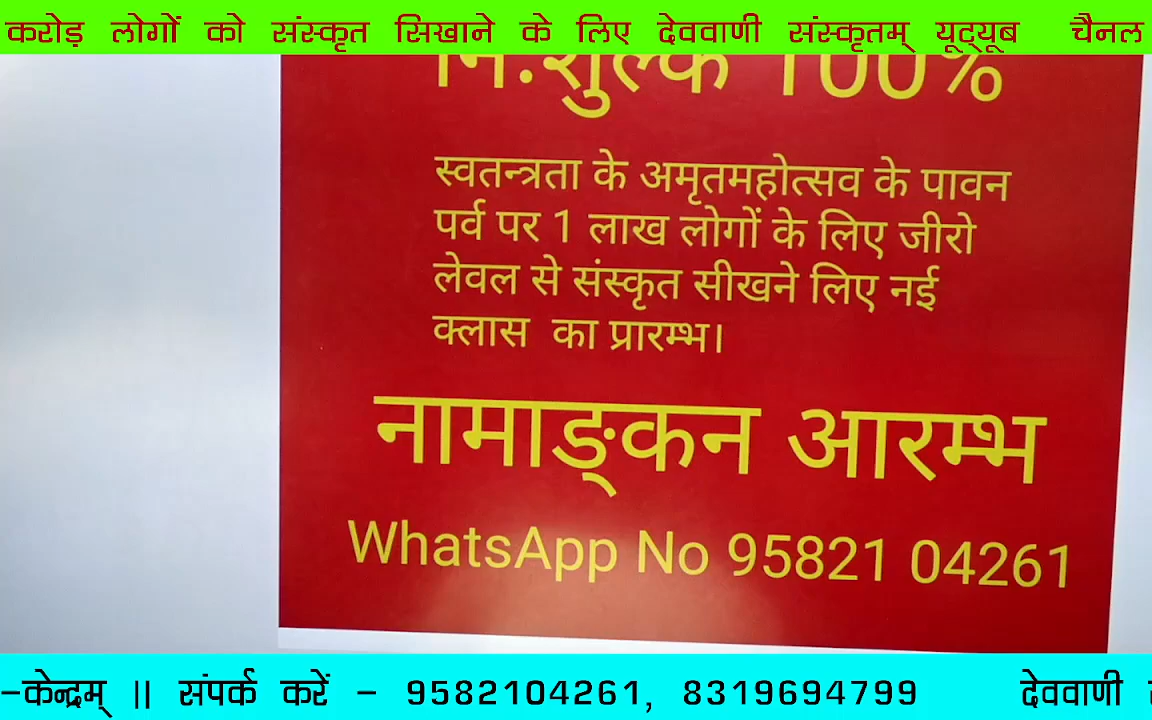 करोड़ लोगों को संस्कृत सिखाने के लिए देववाणी संस्कृतम् यूट्यूब चैनल
नि:शुल्क 100%
स्वतन्त्रता के अमृतमहोत्सव के पावन
पर्व पर 1 लाख लोगों के लिए जीरो
लेवल से संस्कृत सीखने लिए नई
क्लास का प्रारम्भ।
नामाङ्कन आरम्भ
WhatsApp No 95821 04261
-केन्द्रम् || संपर्क करें - 9582104261, 8319694799 देववाणी